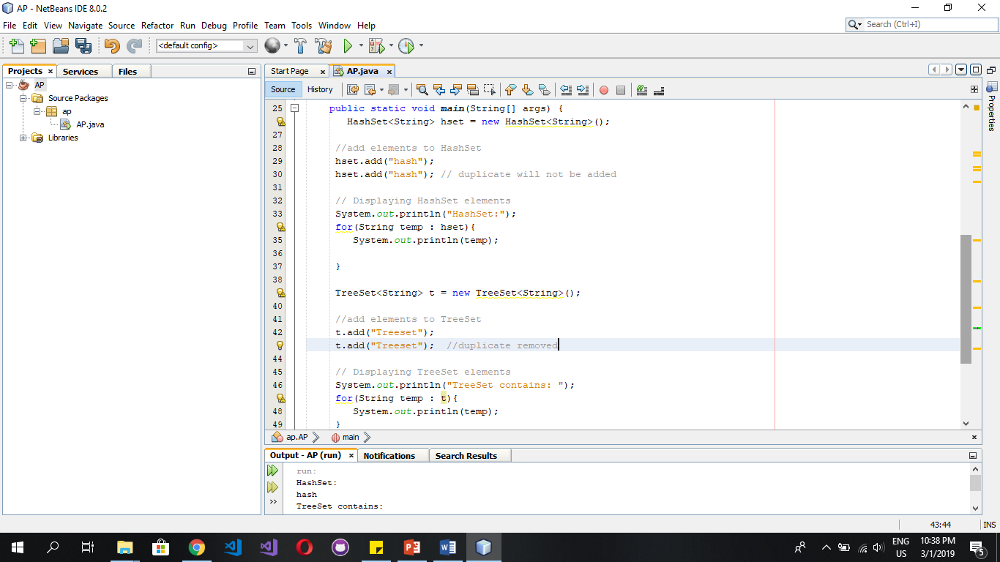 AP - NetBeans IDE 8.0.2
File Edit View Navigate Source Refactor Run Debug Profile Team Tools Window Help
Search (Ctrl+I)
<default config>
Projects × Services Files
AP
Source Packages
ap
AP.java
Libraries
Start Page × AP.java ×
Source History
Properties
25 public static void main(String[] args) {
HashSet<String> hset = new HashSet<String>();
27
28 //add elements to HashSet
29 hset.add("hash");
30 hset.add("hash"); // duplicate will not be added
31
32 // Displaying HashSet elements
33 System.out.println("HashSet:");
for(String temp : hset){
35 System.out.println(temp);
36
37 }
38
TreeSet<String> t = new TreeSet<String>();
40
41 //add elements to TreeSet
42 t.add("Treeset");
t.add("Treeset"); //duplicate removed
44
45 // Displaying TreeSet elements
46 System.out.println("TreeSet contains: ");
for(String temp : t){
48 System.out.println(temp);
49 }
ap.AP main
Output - AP (run) × Notifications Search Results
run:
HashSet:
hash
TreeSet contains:
43:44 INS
ENG
US
10:38 PM
3/1/2019
5